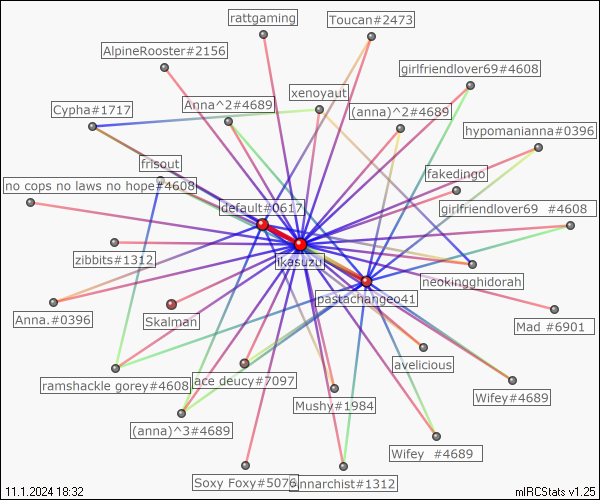 rattgaming
Toucan#2473
AlpineRooster#2156
girlfriendlover69#4608
xenoyaut
Anna^2#4689
Cypha#1717
(anna)^2#4689
hypomanianna#0396
frisout
fakedingo
no cops no laws no hope#4608
default#0617
girlfriendlover69 #4608
zibbits#1312
ikasuzu
neokingghidorah
pastachangeo41
Anna.#0396
Skalman
Mad #6901
avelicious
ramshackle gorey#4608
ace deucy#7097
Wifey#4689
Mushy#1984
(anna)^3#4689
Wifey #4689
Soxy Foxy#5076
Annarchist#1312
11.1.2024 18:32
mIRCStats v1.25